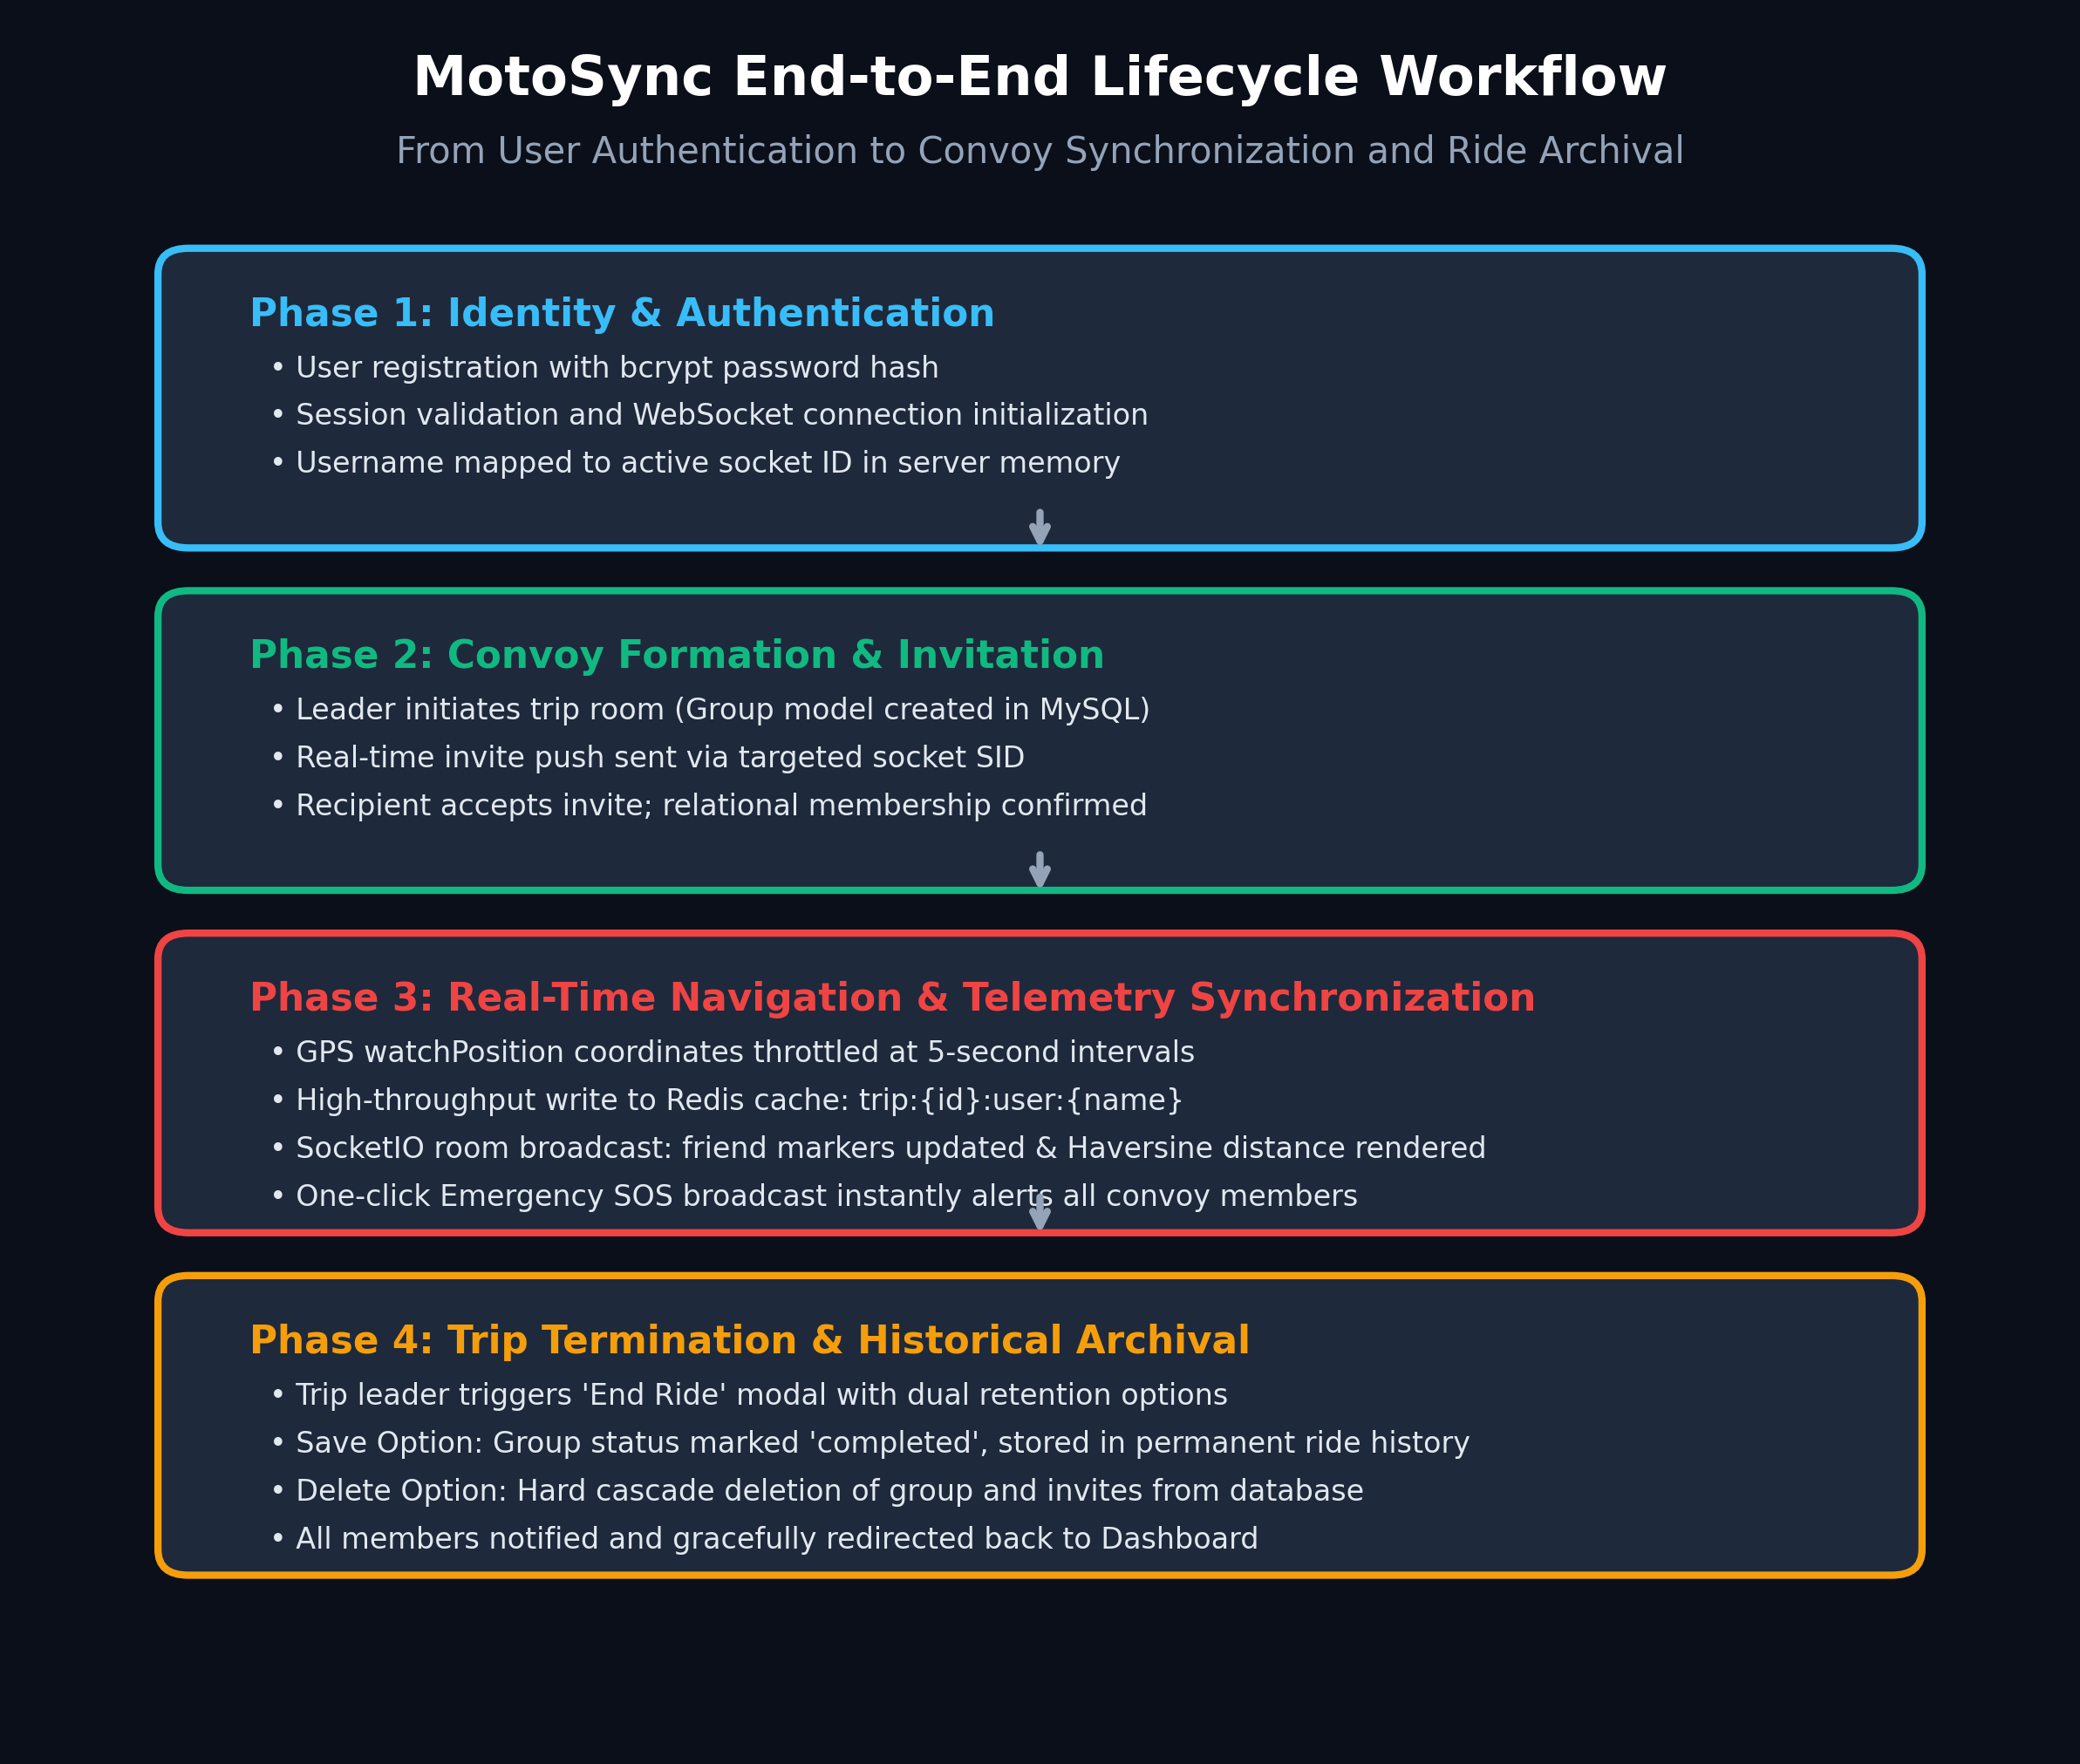 MotoSync End-to-End Lifecycle Workflow
From User Authentication to Convoy Synchronization and Ride Archival
Phase 1: Identity & Authentication
• User registration with bcrypt password hash
• Session validation and WebSocket connection initialization
• Username mapped to active socket ID in server memory
Phase 2: Convoy Formation & Invitation
• Leader initiates trip room (Group model created in MySQL)
• Real-time invite push sent via targeted socket SID
• Recipient accepts invite; relational membership confirmed
Phase 3: Real-Time Navigation & Telemetry Synchronization
• GPS watchPosition coordinates throttled at 5-second intervals
• High-throughput write to Redis cache: trip:{id}:user:{name}
• SocketIO room broadcast: friend markers updated & Haversine distance rendered
• One-click Emergency SOS broadcast instantly alerts all convoy members
Phase 4: Trip Termination & Historical Archival
• Trip leader triggers 'End Ride' modal with dual retention options
• Save Option: Group status marked 'completed', stored in permanent ride history
• Delete Option: Hard cascade deletion of group and invites from database
• All members notified and gracefully redirected back to Dashboard